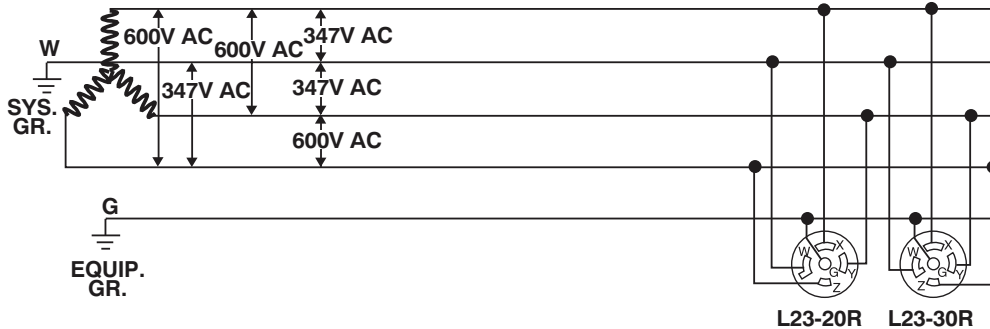 600V AC
600V AC
347V AC
W
347V AC
347V AC
SYS.
GR.
600V AC
G
EQUIP.
GR.
W
X
G
Y
Z
W
X
G
Y
Z
L23-20R
L23-30R